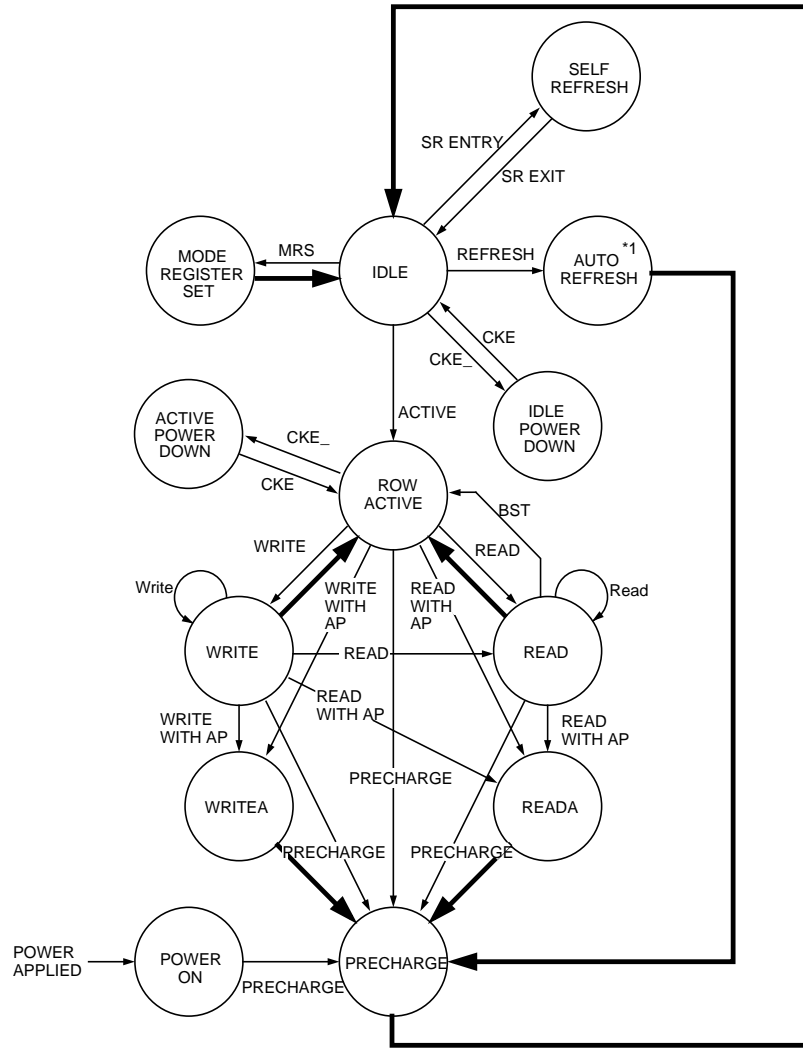 SELF
REFRESH
SR ENTRY
SR EXIT
MODE
REGISTER
SET
MRS
IDLE
REFRESH
AUTO *1
REFRESH
CKE
CKE_
ACTIVE
IDLE
POWER
DOWN
ACTIVE
POWER
DOWN
CKE_
CKE
ROW
ACTIVE
BST
WRITE
READ
Write
WRITE
WITH
AP
READ
WITH
AP
Read
WRITE
READ
READ
READ
WITH AP
WRITE
WITH AP
READ
WITH AP
PRECHARGE
WRITEA
READA
PRECHARGE
PRECHARGE
POWER
APPLIED
POWER
ON
PRECHARGE
PRECHARGE